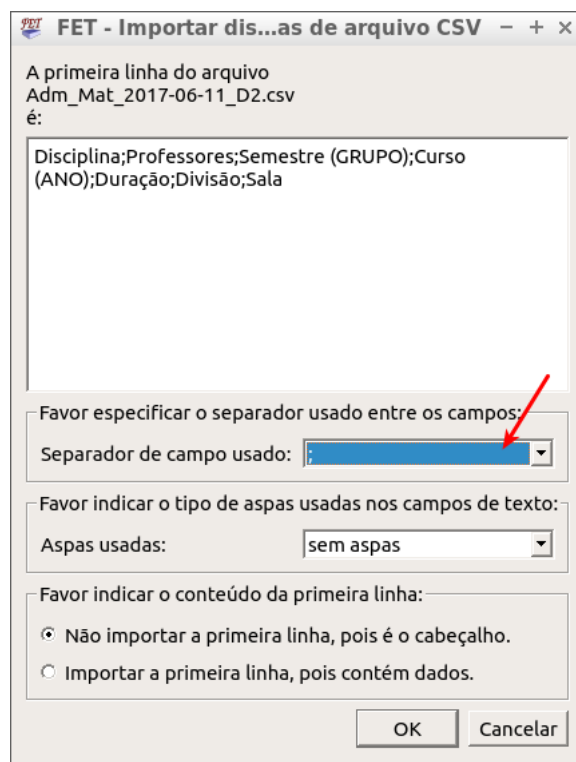 FET - Importar dis...as de arquivo CSV
A primeira linha do arquivo
Adm_Mat_2017-06-11_D2.csv
é:
Disciplina;Professores;Semestre (GRUPO);Curso
(ANO);Duração;Divisão;Sala
Favor especificar o separador usado entre os campos:
Separador de campo usado: ;
Favor indicar o tipo de aspas usadas nos campos de texto:
Aspas usadas: sem aspas
Favor indicar o conteúdo da primeira linha:
Não importar a primeira linha, pois é o cabeçalho.
Importar a primeira linha, pois contém dados.
OK Cancelar